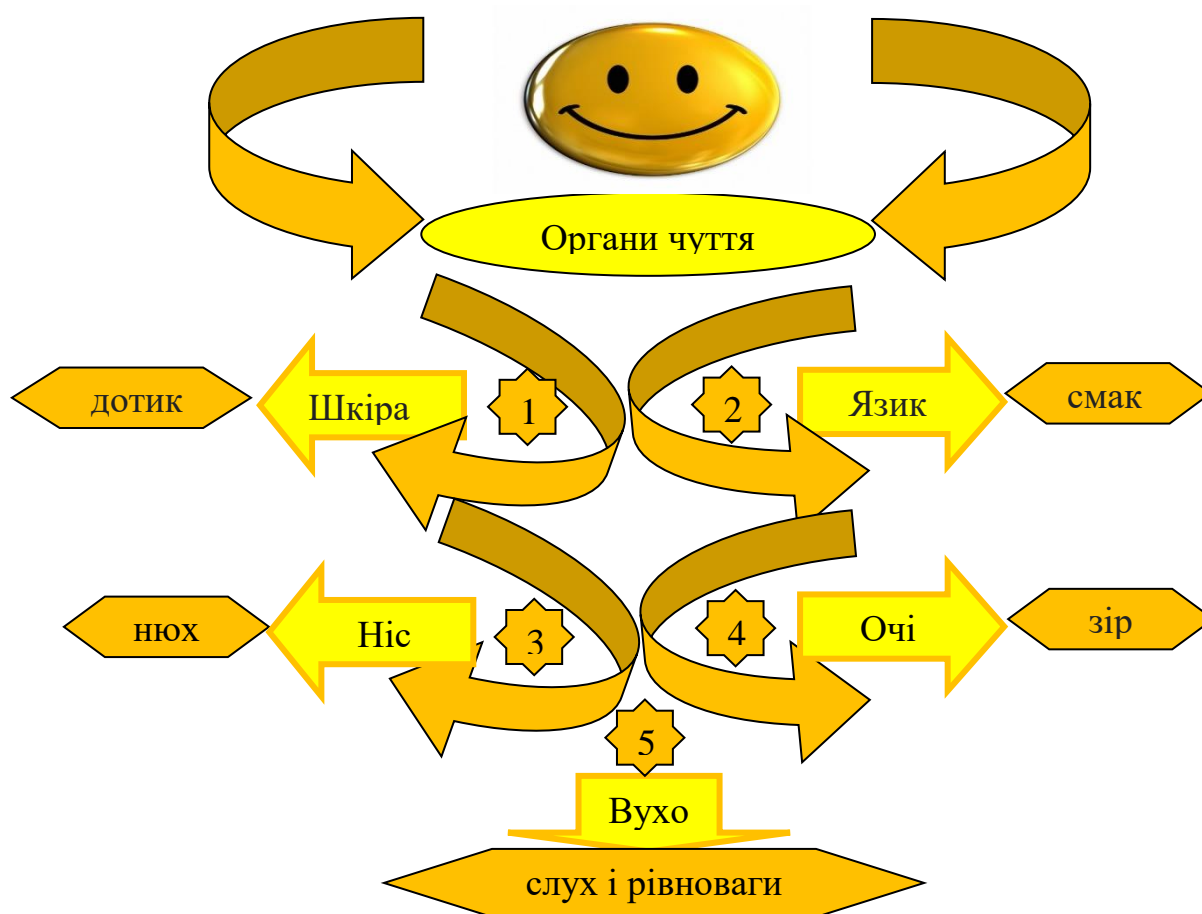 Органи чуття
дотик
Шкіра
1
2
Язик
смак
нюх
Ніс
3
4
Очі
зір
5
Вухо
слух і рівноваги